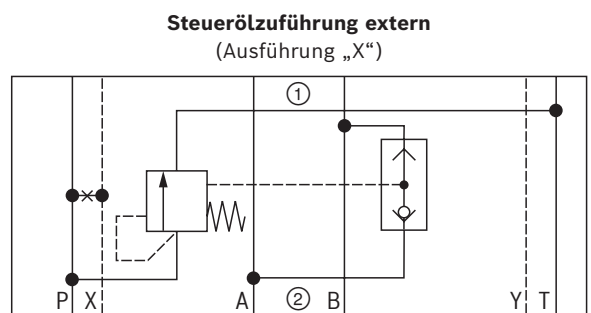 Steuerölzuführung extern
(Ausführung „X“)
①
P X A ② B Y T